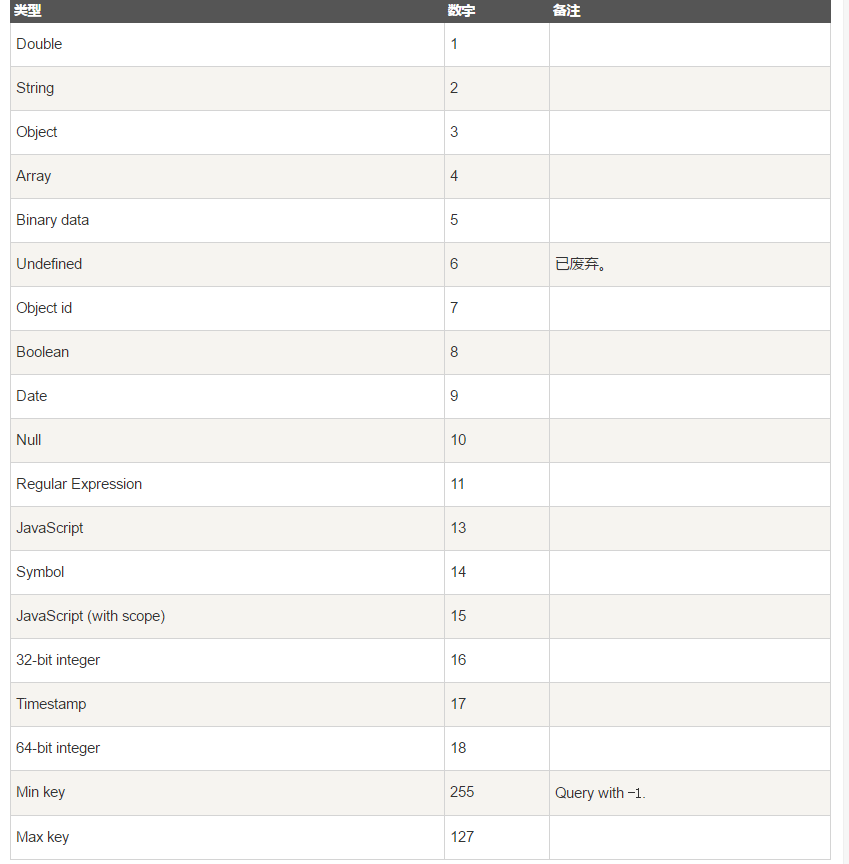 类型 数字 备注
Double 1
String 2
Object 3
Array 4
Binary data 5
Undefined 6 已废弃。
Object id 7
Boolean 8
Date 9
Null 10
Regular Expression 11
JavaScript 13
Symbol 14
JavaScript (with scope) 15
32-bit integer 16
Timestamp 17
64-bit integer 18
Min key 255 Query with −1.
Max key 127